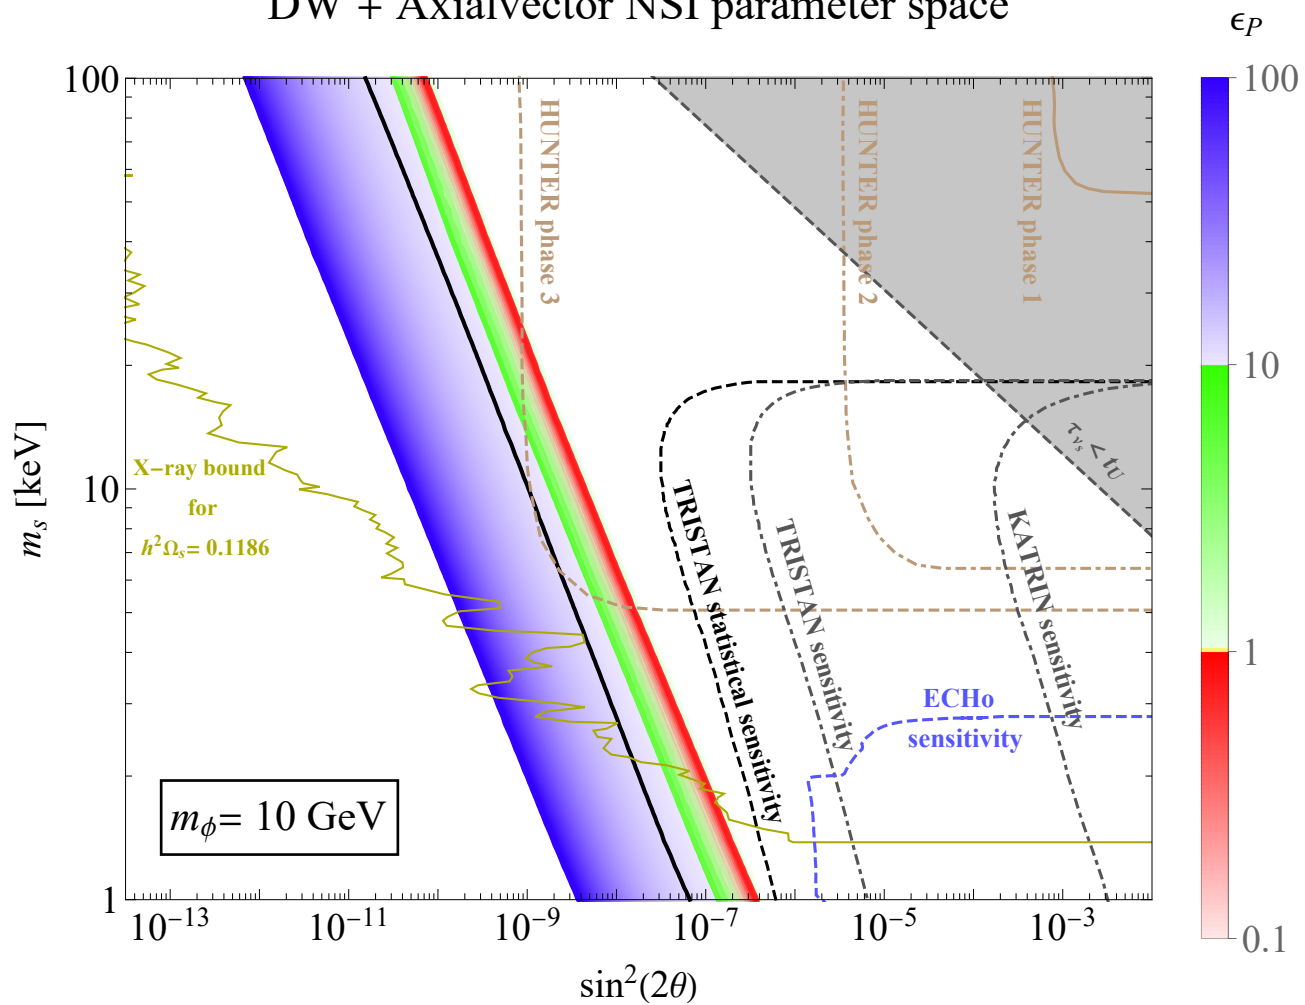 DW + Axialvector NSI parameter space
ϵ_P
100
10
1
m_s [keV]
10^−13
10^−11
10^−9
10^−7
10^−5
10^−3
sin^2(2θ)
HUNTER phase 3
HUNTER phase 2
HUNTER phase 1
τ_{ν_s} < t_U
X−ray bound
for
h^2Ω_s= 0.1186
TRISTAN statistical sensitivity
TRISTAN sensitivity
KATRIN sensitivity
ECHo
sensitivity
m_ϕ= 10 GeV
100
10
1
0.1